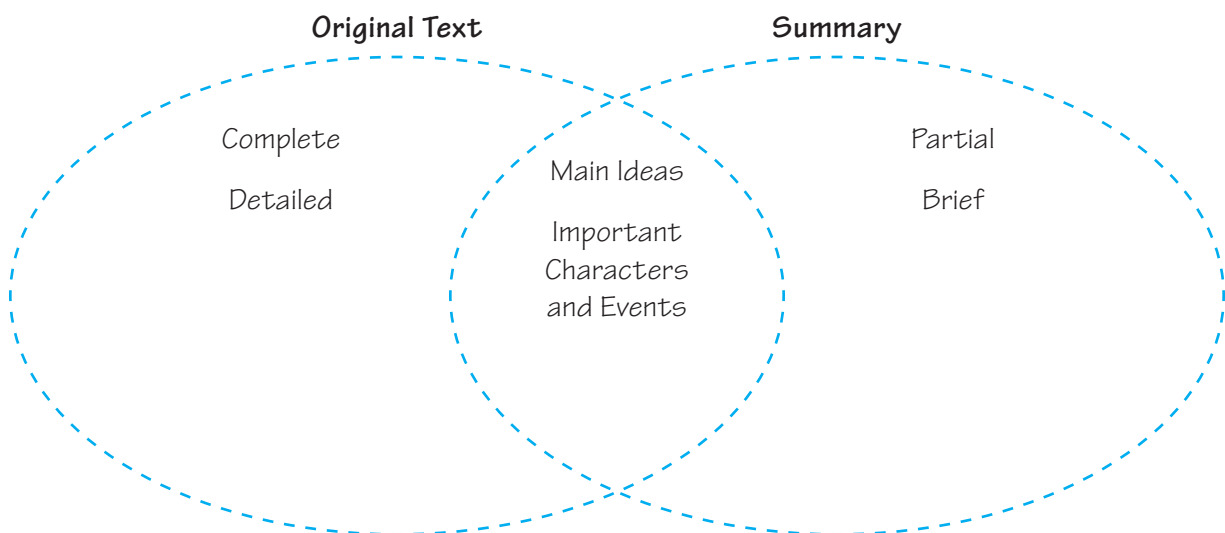 Original Text
Summary
Complete
Detailed
Main Ideas
Important
Characters
and Events
Partial
Brief